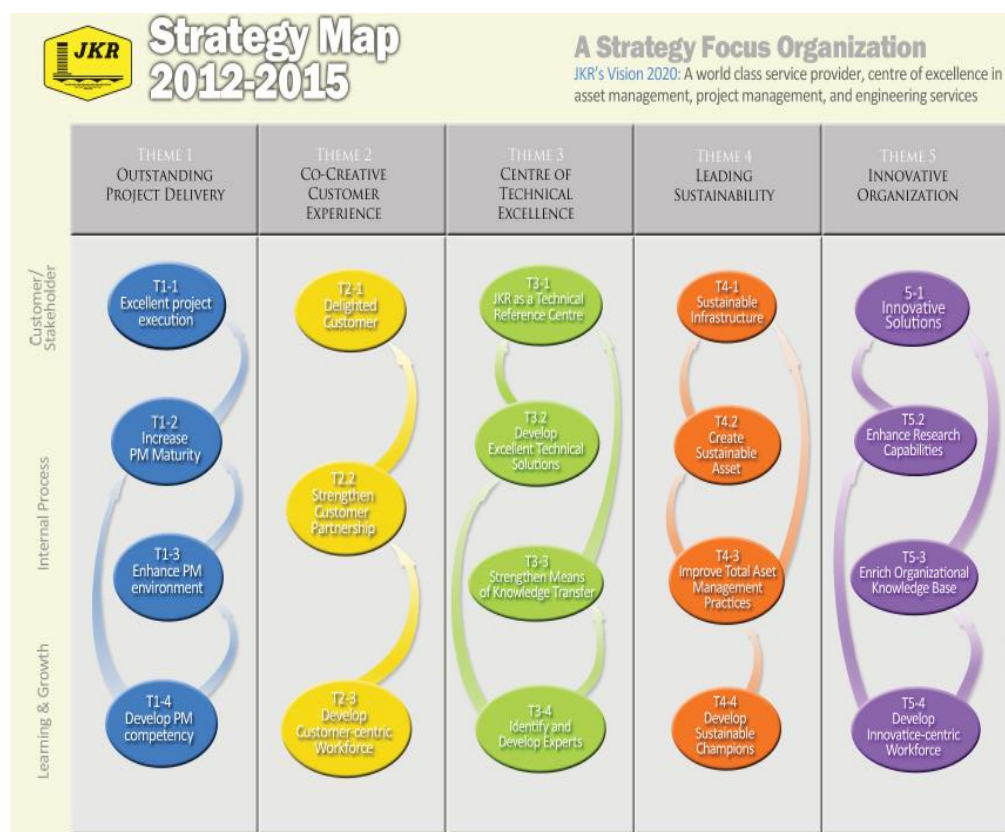 JKR
Strategy Map
2012-2015
A Strategy Focus Organization
JKR's Vision 2020: A world class service provider, centre of excellence in
asset management, project management, and engineering services
THEME 1
OUTSTANDING
PROJECT DELIVERY
THEME 2
CO-CREATIVE
CUSTOMER
EXPERIENCE
THEME 3
CENTRE OF
TECHNICAL
EXCELLENCE
THEME 4
LEADING
SUSTAINABILITY
THEME 5
INNOVATIVE
ORGANIZATION
Customer/
Stakeholder
T1-1
Excellent project
execution
T2-1
Delighted
Customer
T3-1
JKR as a Technical
Reference Centre
T4-1
Sustainable
Infrastructure
5-1
Innovative
Solutions
Internal Process
T1-2
Increase
PM Maturity
T2.2
Strengthen
Customer
Partnership
T3.2
Develop
Excellent Technical
Solutions
T4.2
Create
Sustainable
Asset
T5.2
Enhance Research
Capabilities
T1-3
Enhance PM
environment
T3-3
Strengthen Means
of Knowledge Transfer
T4-3
Improve Total Aset
Management
Practices
T5-3
Enrich Organizational
Knowledge Base
Learning & Growth
T1-4
Develop PM
competency
T2-3
Develop
Customer-centric
Workforce
T3-4
Identify and
Develop Experts
T4-4
Develop
Sustainable
Champions
T5-4
Develop
Innovatice-centric
Workforce